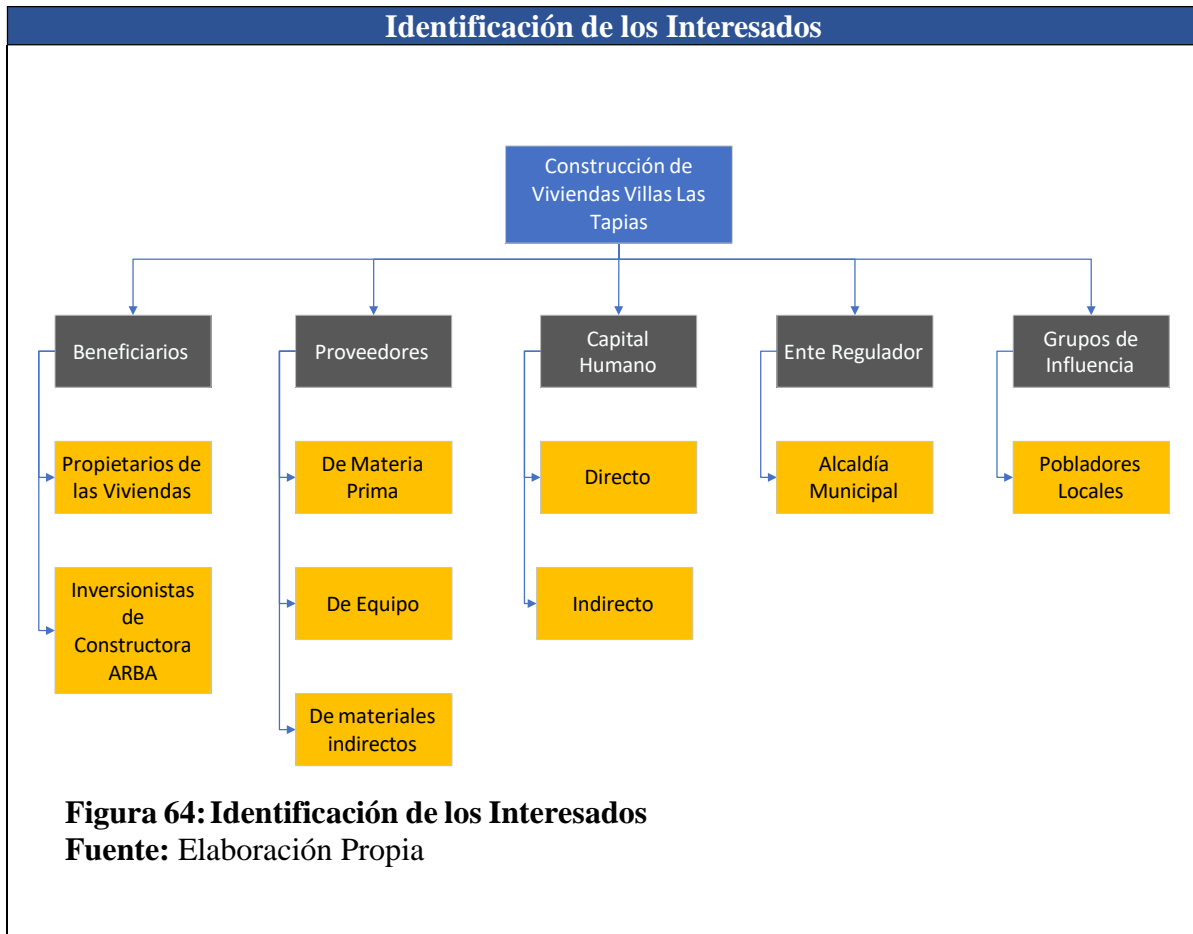 Identificación de los Interesados
Construcción de
Viviendas Villas Las
Tapias
Beneficiarios
Proveedores
Capital
Humano
Ente Regulador
Grupos de
Influencia
Propietarios de
las Viviendas
De Materia
Prima
Directo
Alcaldía
Municipal
Pobladores
Locales
Inversionistas
de
Constructora
ARBA
De Equipo
Indirecto
De materiales
indirectos
Figura 64: Identificación de los Interesados
Fuente: Elaboración Propia